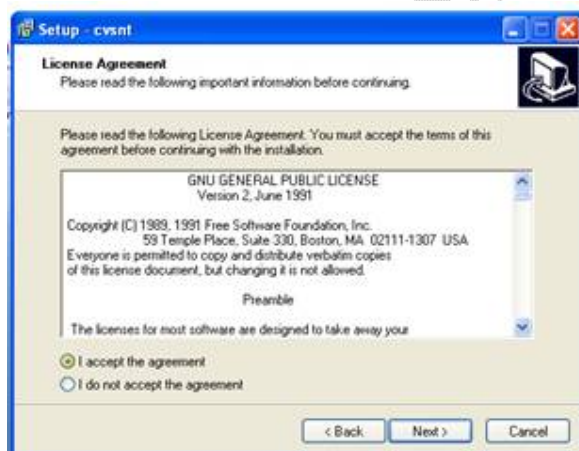 Setup - cvsnt
License Agreement
Please read the following important information before continuing.
Please read the following License Agreement. You must accept the terms of this
agreement before continuing with the installation.
GNU GENERAL PUBLIC LICENSE
Version 2, June 1991
Copyright (C) 1989, 1991 Free Software Foundation, Inc.
59 Temple Place, Suite 330, Boston, MA 02111-1307 USA
Everyone is permitted to copy and distribute verbatim copies
of this license document, but changing it is not allowed.
Preamble
The licenses for most software are designed to take away your
I accept the agreement
I do not accept the agreement
< Back Next > Cancel